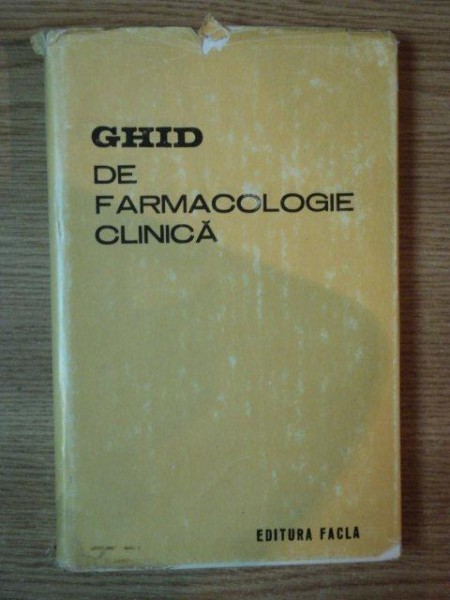 GHID
DE
FARMACOLOGIE
CLINICĂ
EDITURA FACLA